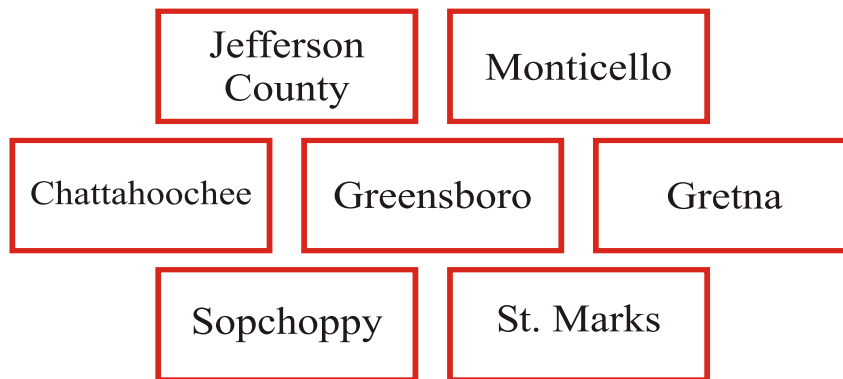 Jefferson
County
Monticello
Chattahoochee
Greensboro
Gretna
Sopchoppy
St. Marks